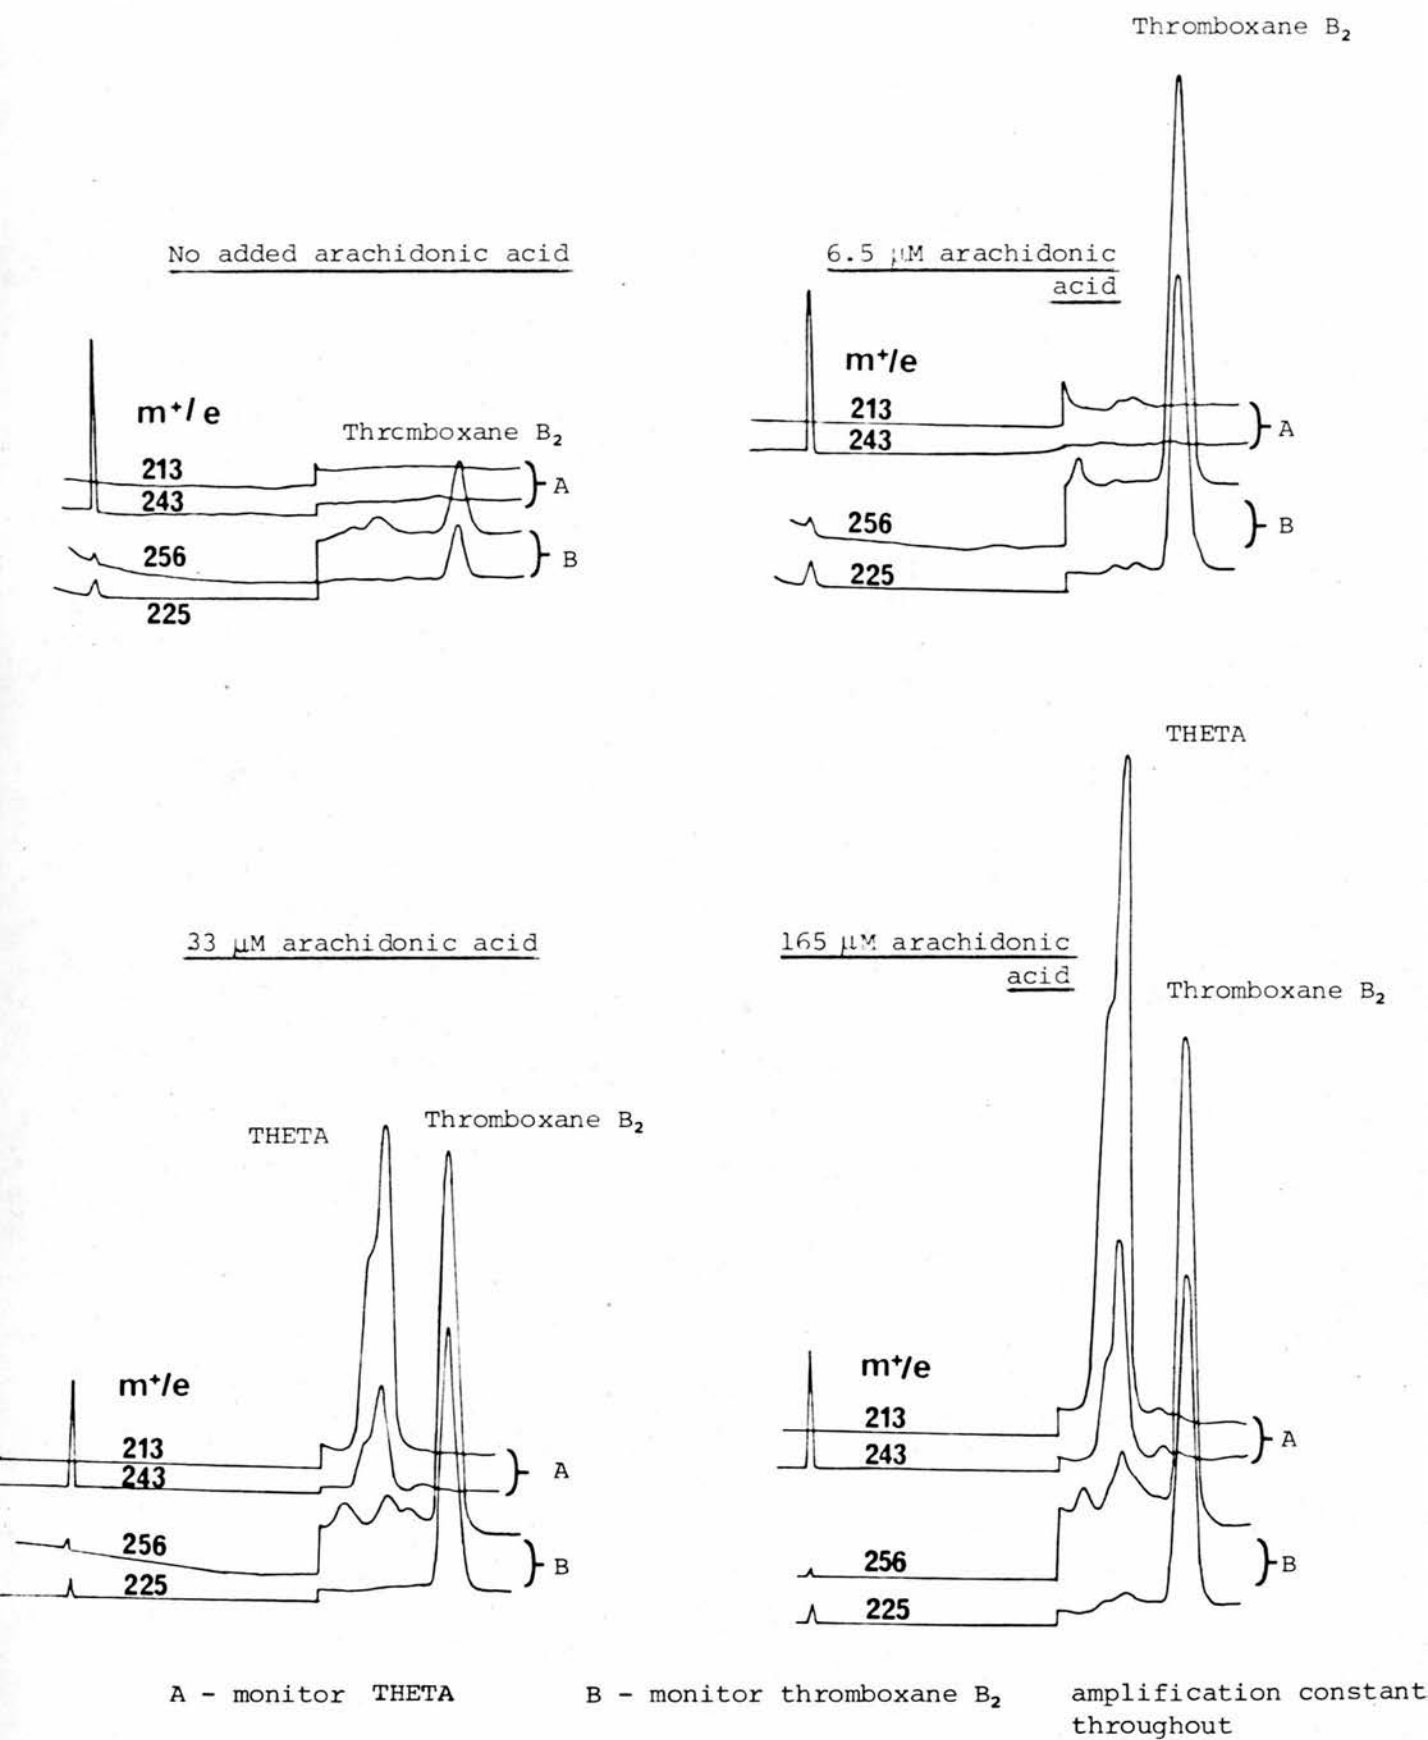 Thromboxane B₂
No added arachidonic acid
m⁺/e
Thrcmboxane B₂
213
243
A
256
B
225
6.5 µM arachidonic
acid
m⁺/e
213
A
243
256
B
225
THETA
33 µM arachidonic acid
165 µM arachidonic
acid
Thromboxane B₂
THETA
Thromboxane B₂
m⁺/e
213
243
A
256
B
225
m⁺/e
213
A
243
256
B
225
A - monitor THETA
B - monitor thromboxane B₂
amplification constant
throughout